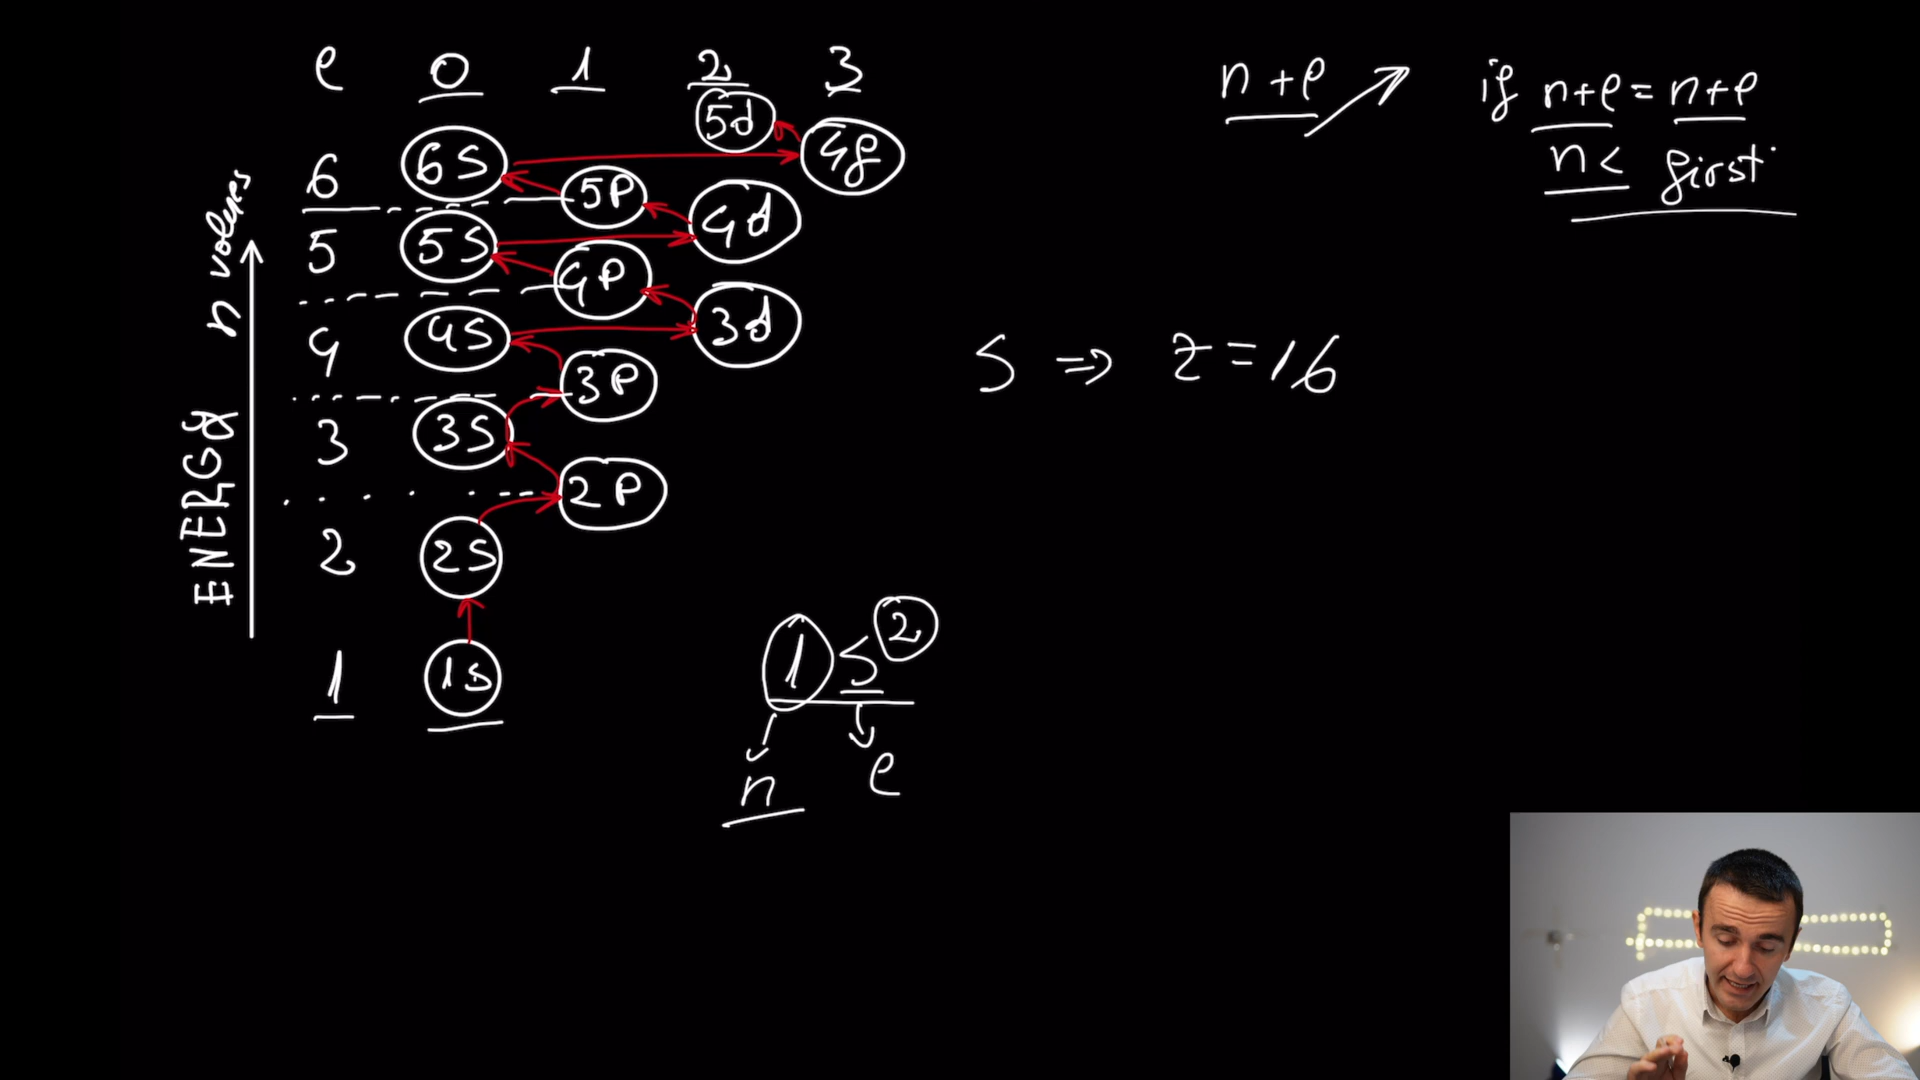 ℓ 0 1 2 3
n + ℓ
if n+ℓ = n+ℓ
n < first
5d
6 6s 4f
5p
5 5s 4d
4p
4 4s 3d
3p
3 3s
2p
2 2s
1 1s
ENERGY n values
S ⇒ z = 16
1s²
n ℓ